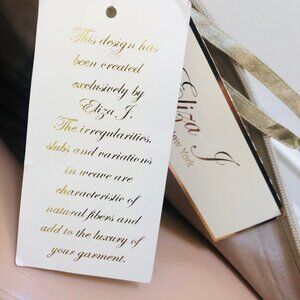 This design has
been created
exclusively by
Eliza J.
The irregularities,
slubs and variations
in weave are
characteristic of
natural fibers and
add to the luxury of
your garment.
Eliza J
New York